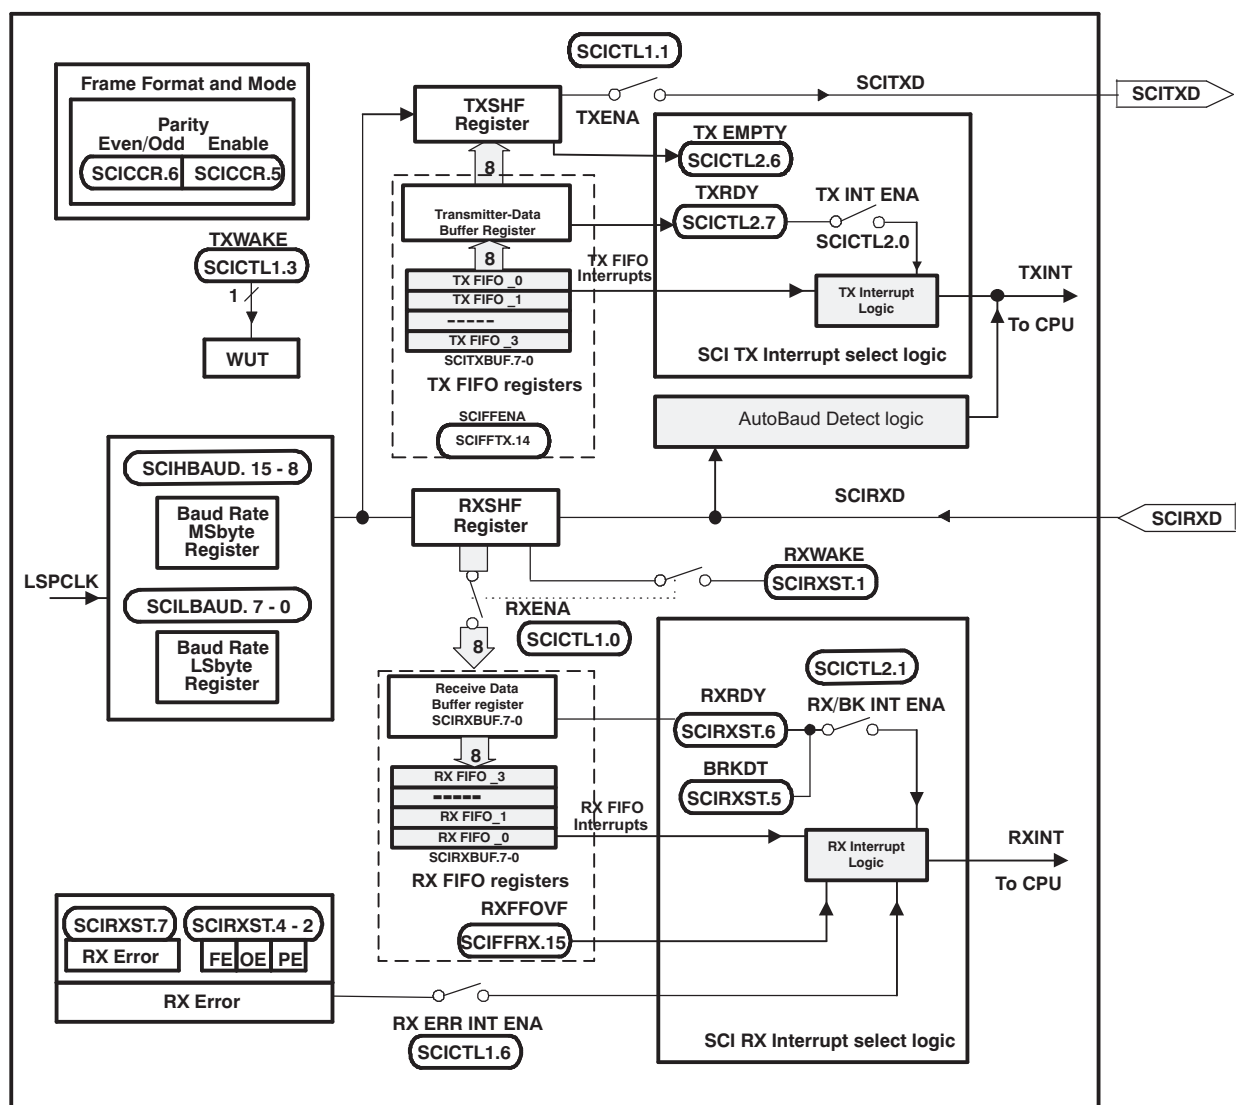 SCICTL1.1
Frame Format and Mode
Parity
Even/Odd Enable
SCICCR.6 SCICCR.5
TXSHF
Register
TXENA
SCITXD
SCITXD
TX EMPTY
SCICTL2.6
8
TXRDY
SCICTL2.7
TX INT ENA
SCICTL2.0
Transmitter-Data
Buffer Register
8
TXWAKE
SCICTL1.3
1
WUT
TX FIFO _0
TX FIFO _1
-----
TX FIFO _3
SCITXBUF.7-0
TX FIFO registers
SCIFFENA
SCIFFTX.14
TX FIFO
Interrupts
TX Interrupt
Logic
TXINT
To CPU
SCI TX Interrupt select logic
AutoBaud Detect logic
SCIHBAUD. 15 - 8
Baud Rate
MSbyte
Register
LSPCLK
SCILBAUD. 7 - 0
Baud Rate
LSbyte
Register
RXSHF
Register
SCIRXD
SCIRXD
RXWAKE
SCIRXST.1
RXENA
SCICTL1.0
8
Receive Data
Buffer register
SCIRXBUF.7-0
8
RX FIFO _3
-----
RX FIFO_1
RX FIFO _0
SCIRXBUF.7-0
RX FIFO registers
RXFFOVF
SCIFFRX.15
RX FIFO
Interrupts
SCICTL2.1
RXRDY
SCIRXST.6
RX/BK INT ENA
BRKDT
SCIRXST.5
RX Interrupt
Logic
RXINT
To CPU
SCI RX Interrupt select logic
SCIRXST.7 SCIRXST.4 - 2
RX Error FE OE PE
RX Error
RX ERR INT ENA
SCICTL1.6